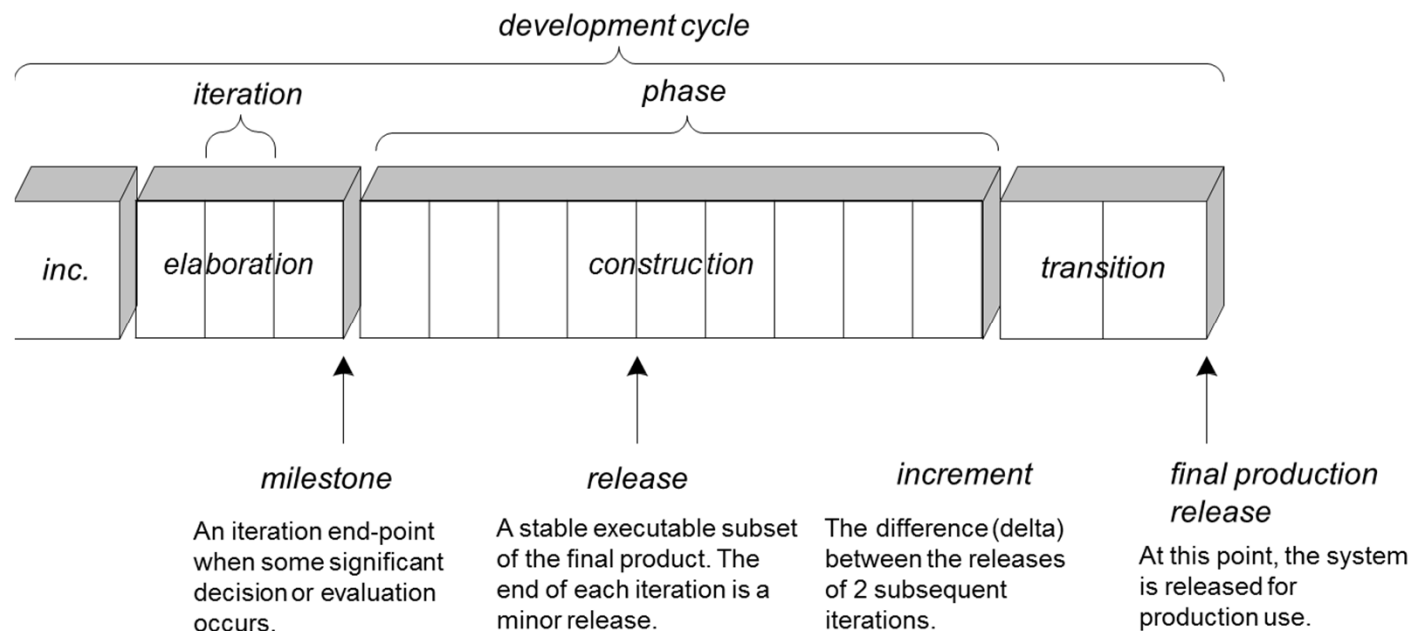 development cycle
iteration
phase
inc.
elaboration
construction
transition
milestone
An iteration end-point
when some significant
decision or evaluation
occurs.
release
A stable executable subset
of the final product. The
end of each iteration is a
minor release.
increment
The difference (delta)
between the releases
of 2 subsequent
iterations.
final production
release
At this point, the system
is released for
production use.